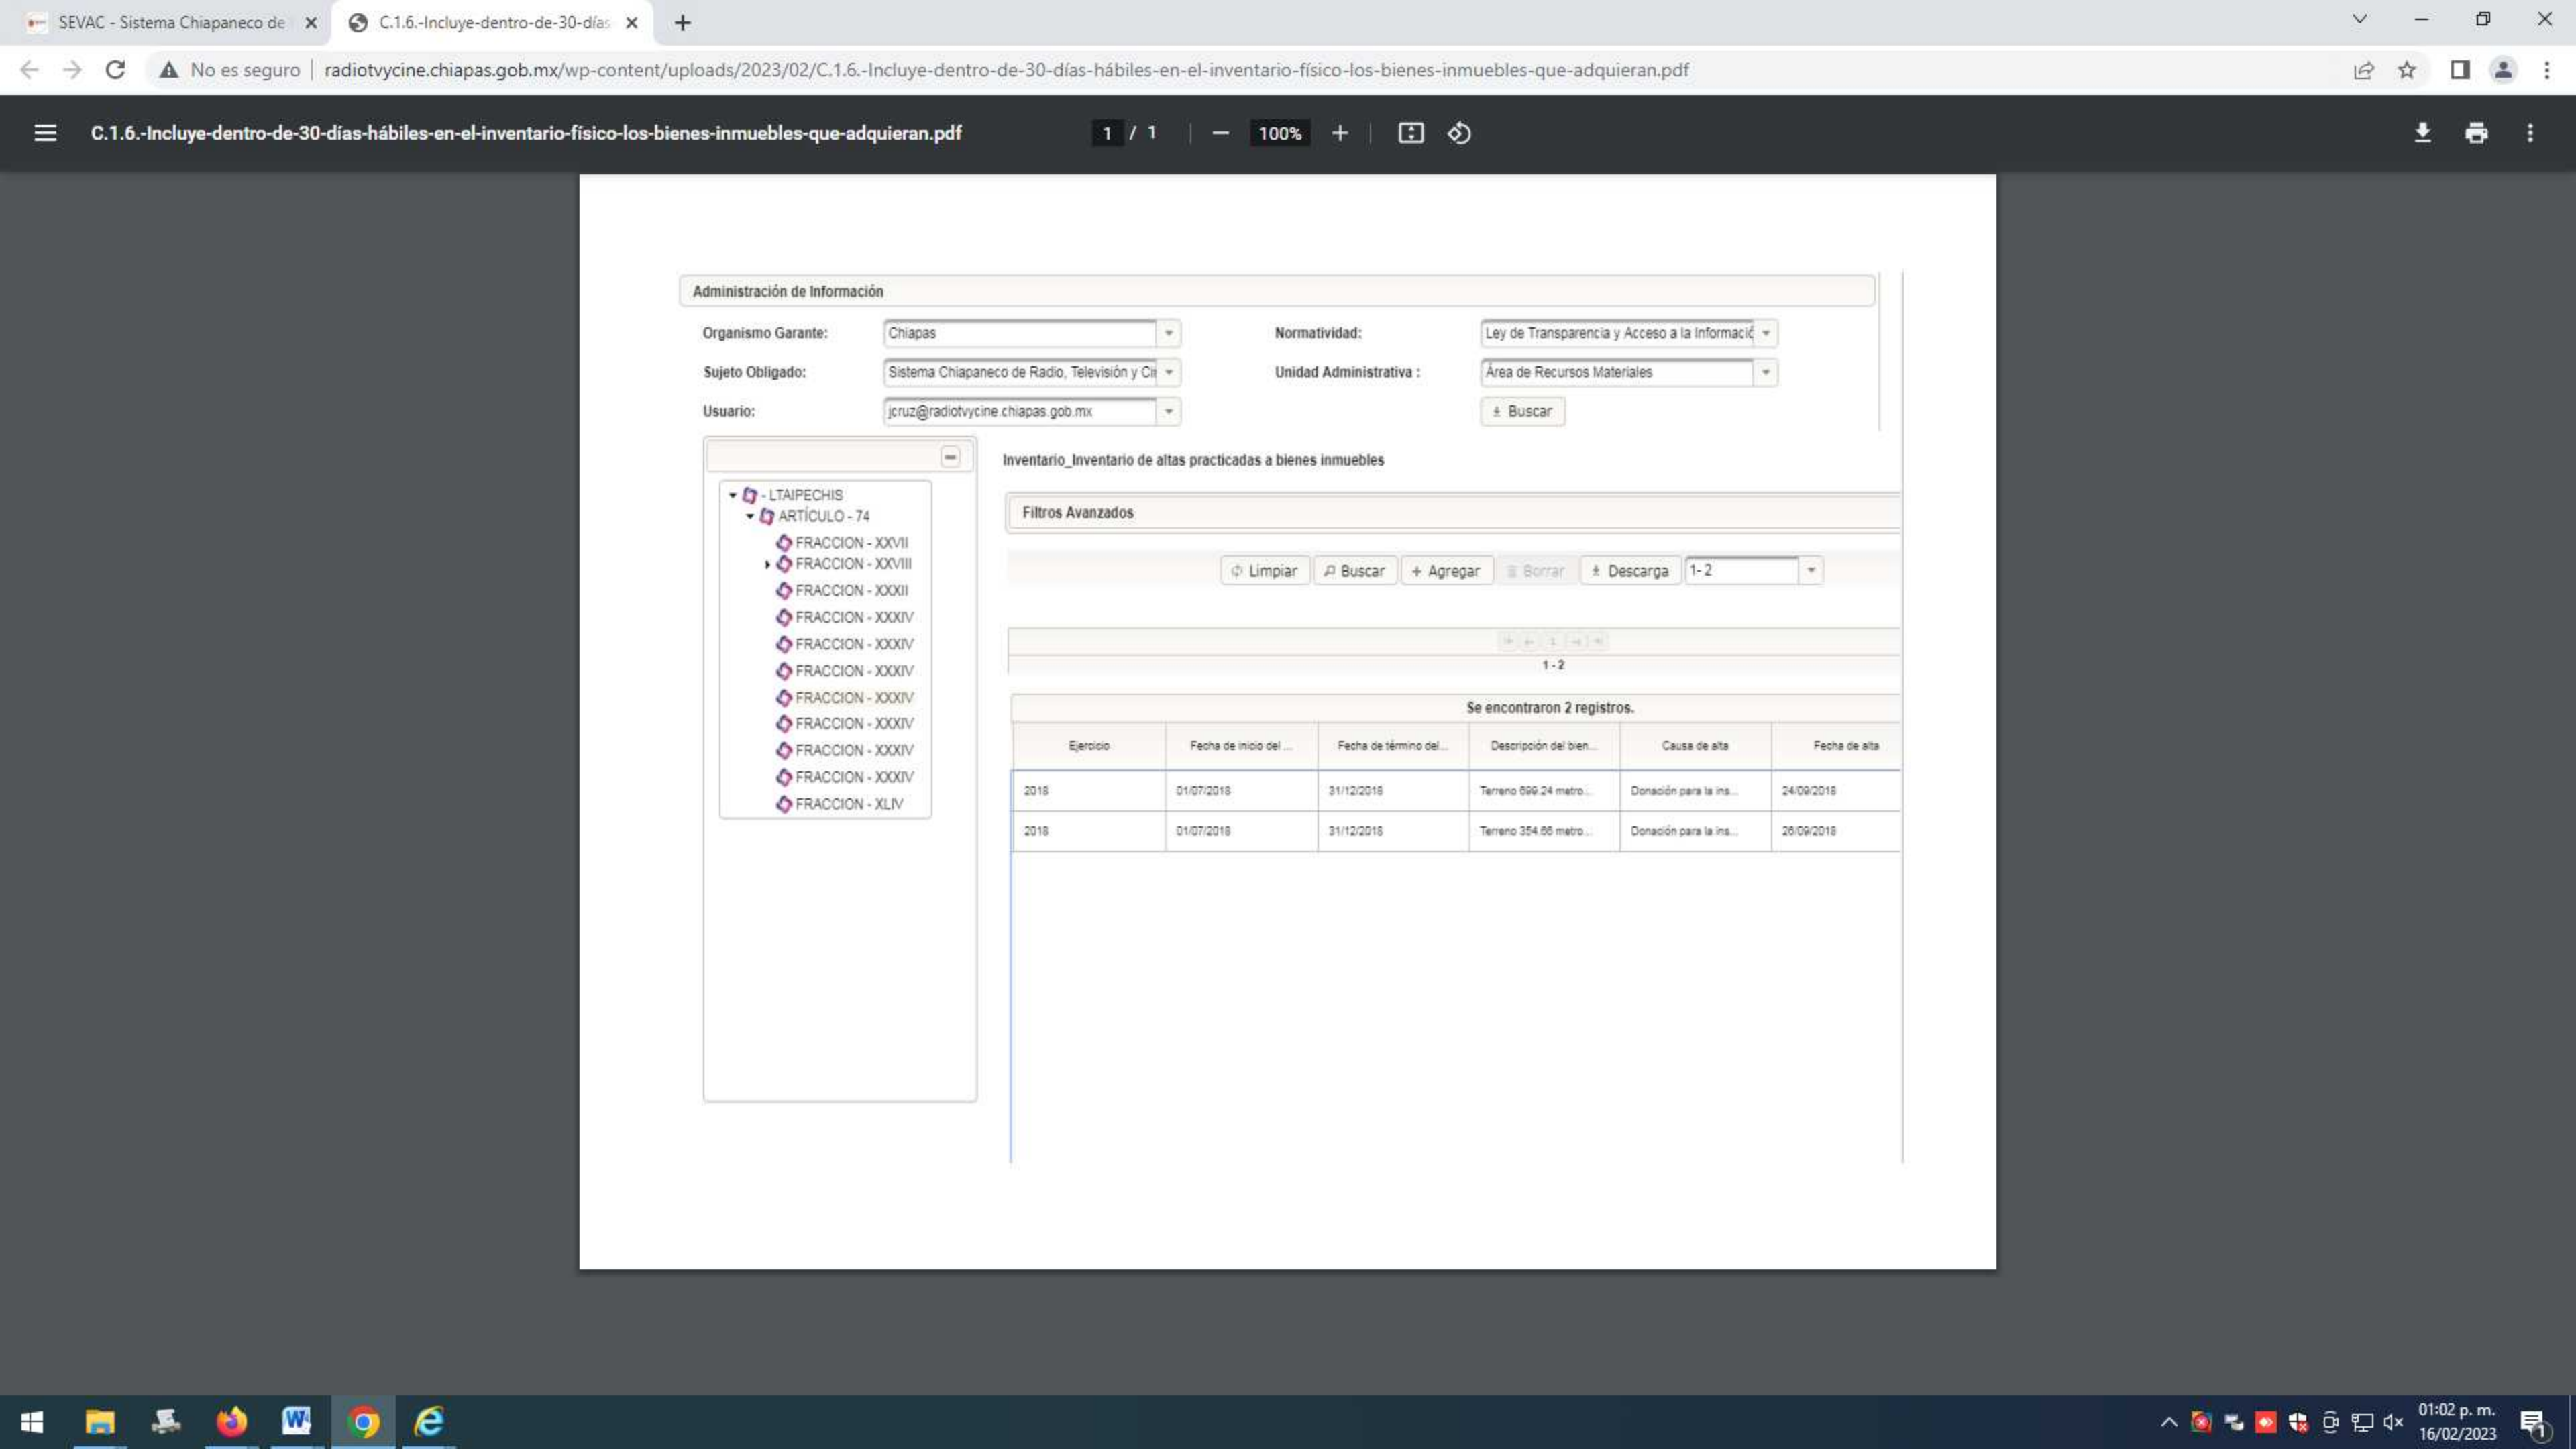 SEVAC - Sistema Chiapaneco de
C.1.6.-Incluye-dentro-de-30-días
No es seguro | radiotvycine.chiapas.gob.mx/wp-content/uploads/2023/02/C.1.6.-Incluye-dentro-de-30-días-hábiles-en-el-inventario-físico-los-bienes-inmuebles-que-adquieran.pdf
C.1.6.-Incluye-dentro-de-30-días-hábiles-en-el-inventario-físico-los-bienes-inmuebles-que-adquieran.pdf
1 / 1
100%
Administración de Información
Organismo Garante: Chiapas Normatividad: Ley de Transparencia y Acceso a la Informació
Sujeto Obligado: Sistema Chiapaneco de Radio, Televisión y Ci Unidad Administrativa : Área de Recursos Materiales
Usuario: jcruz@radiotvycine.chiapas.gob.mx Buscar
- LTAIPECHIS
ARTÍCULO - 74
FRACCION - XXVII
FRACCION - XXVIII
FRACCION - XXXII
FRACCION - XXXIV
FRACCION - XXXIV
FRACCION - XXXIV
FRACCION - XXXIV
FRACCION - XXXIV
FRACCION - XXXIV
FRACCION - XXXIV
FRACCION - XLIV
Inventario_Inventario de altas practicadas a bienes inmuebles
Filtros Avanzados
Limpiar Buscar + Agregar Borrar Descarga 1- 2
1
1 - 2
Se encontraron 2 registros.
Ejercicio Fecha de inicio del ... Fecha de término del... Descripción del bien... Causa de alta Fecha de alta
2018 01/07/2018 31/12/2018 Terreno 699.24 metro... Donación para la ins... 24/09/2018
2018 01/07/2018 31/12/2018 Terreno 354.66 metro... Donación para la ins... 26/09/2018
01:02 p. m.
16/02/2023
1